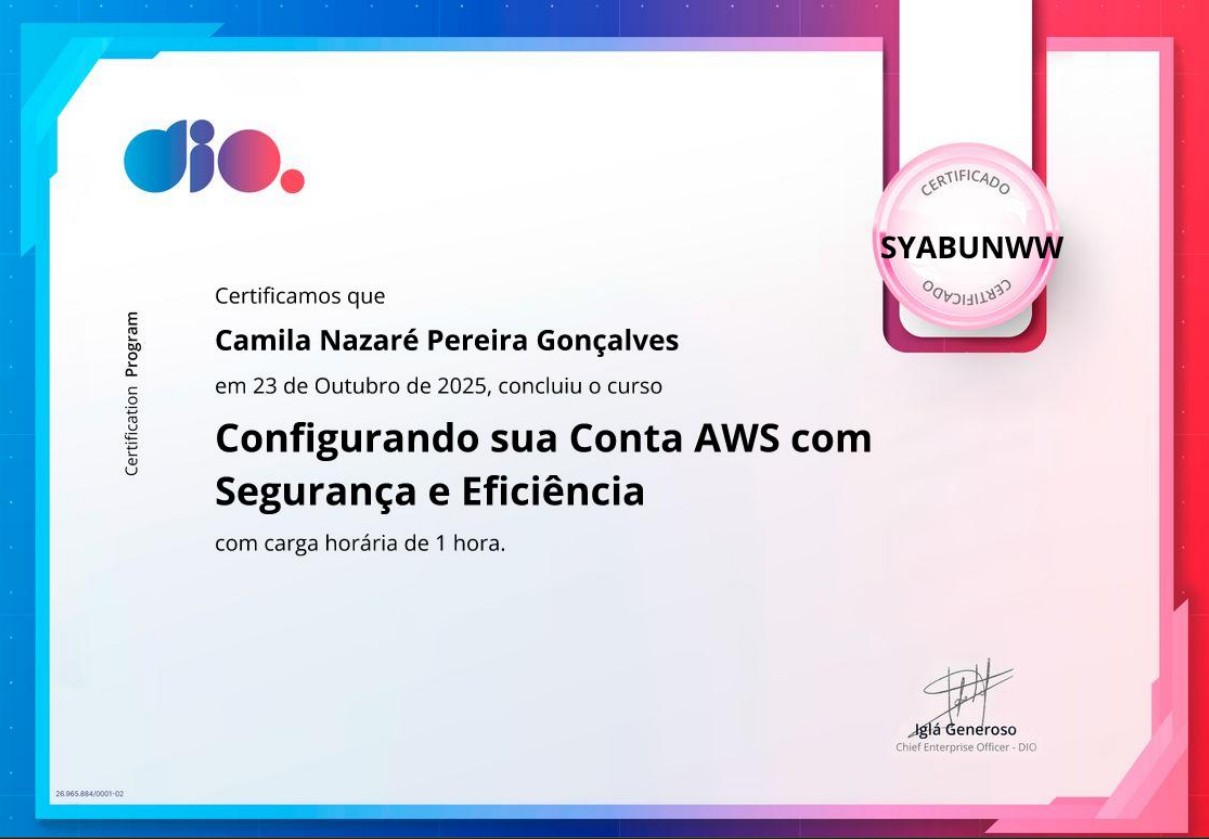 dio.
CERTIFICADO
SYABUNWW
CERTIFICADO
Certification Program
Certificamos que
Camila Nazaré Pereira Gonçalves
em 23 de Outubro de 2025, concluiu o curso
Configurando sua Conta AWS com
Segurança e Eficiência
com carga horária de 1 hora.
Iglá Generoso
Chief Enterprise Officer - DIO
26.965.884/0001-02